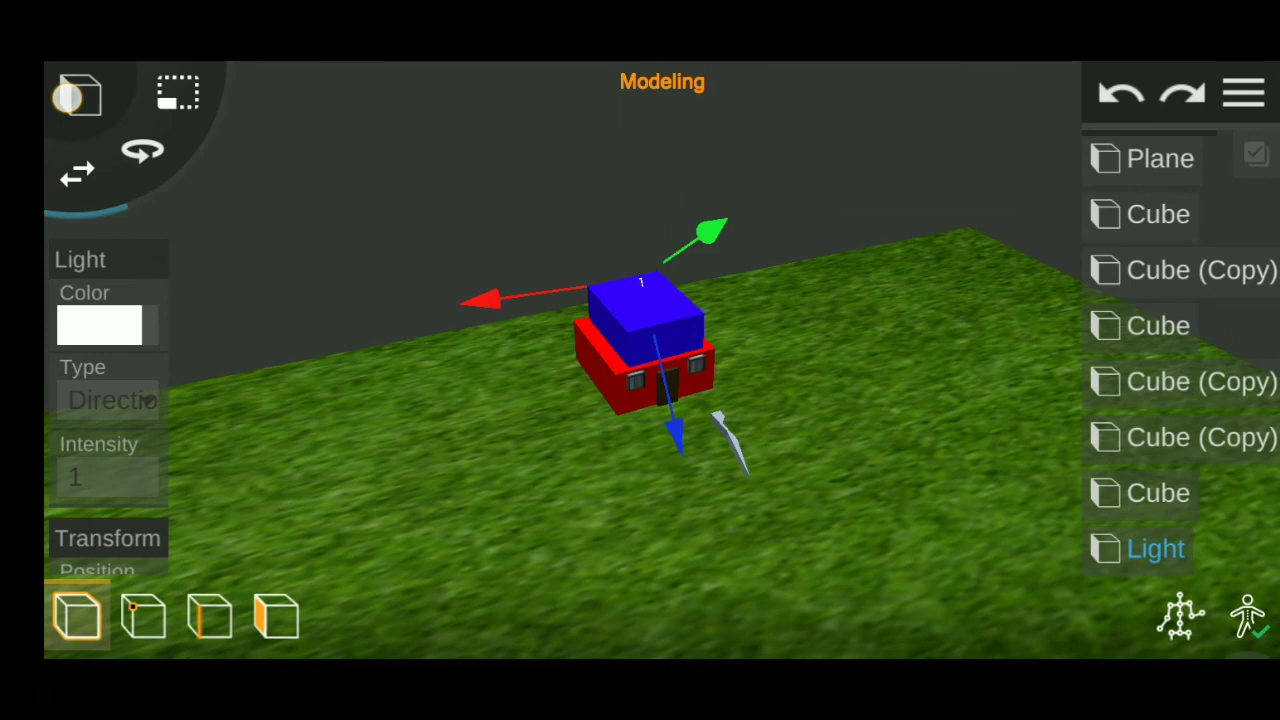 Modeling
Light
Color
Type
Directio
Intensity
1
Transform
Position
Plane
Cube
Cube (Copy)
Cube
Cube (Copy)
Cube (Copy)
Cube
Light